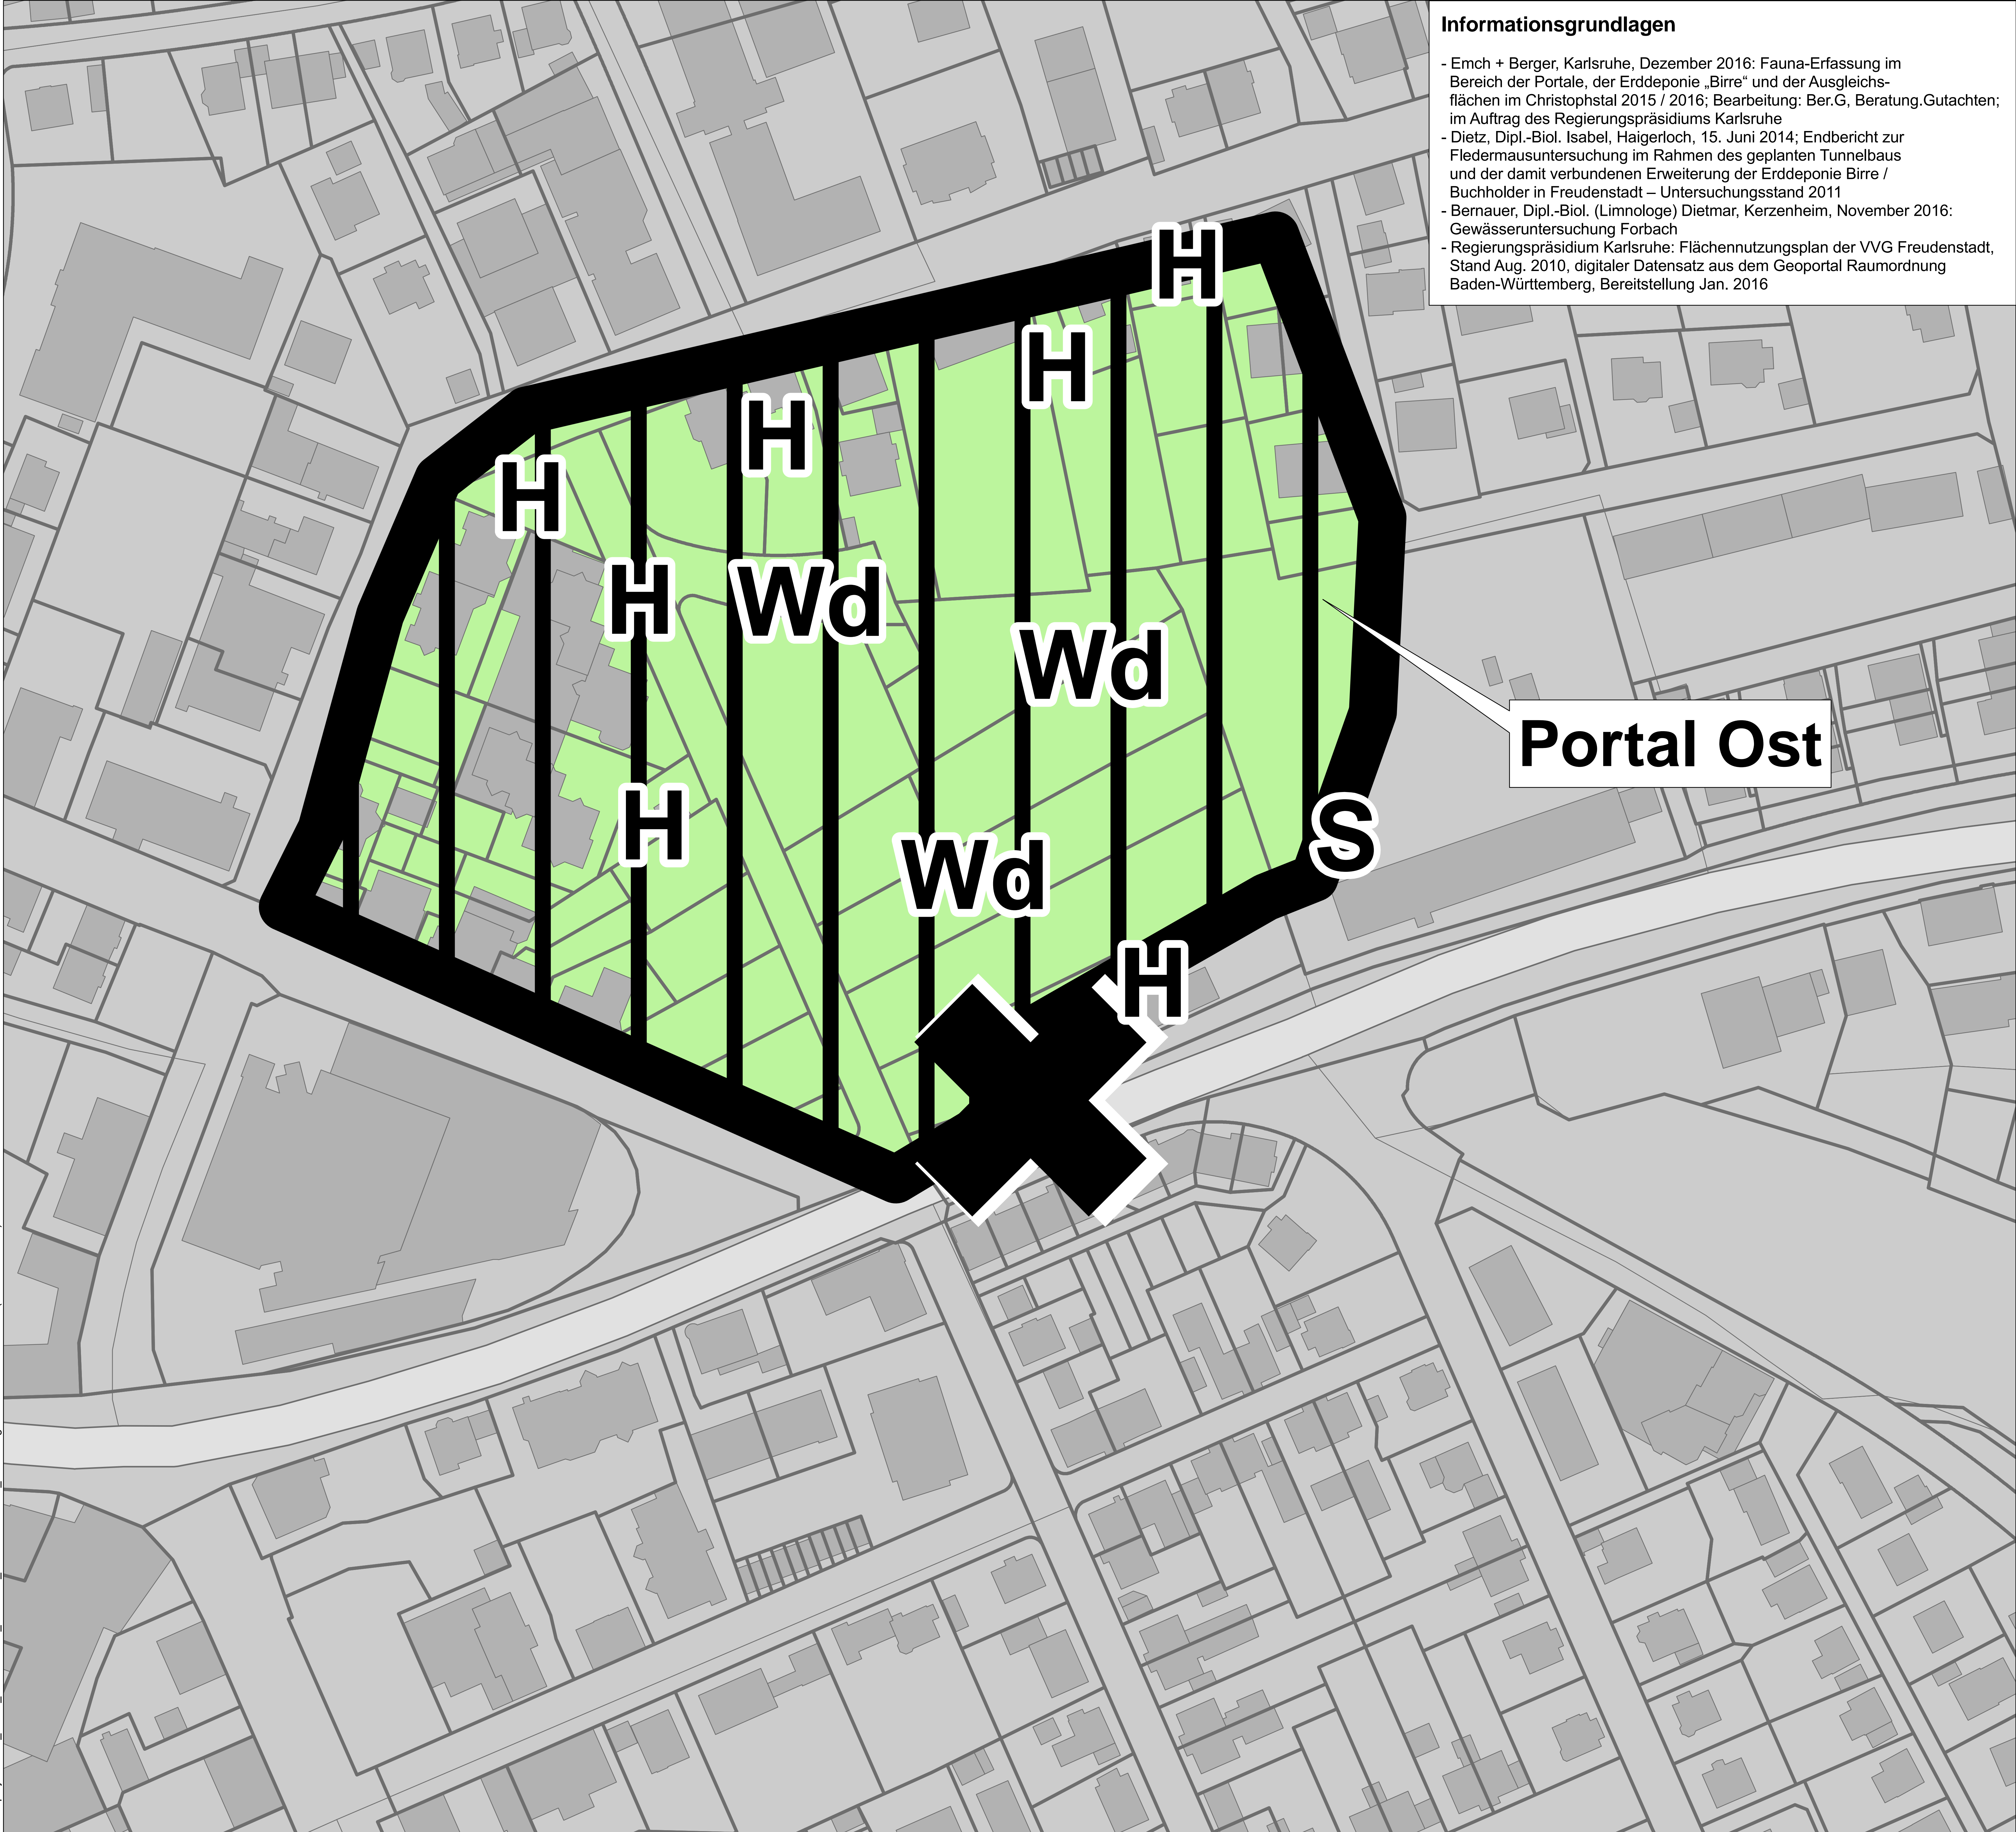 Informationsgrundlagen
- Emch + Berger, Karlsruhe, Dezember 2016: Fauna-Erfassung im
Bereich der Portale, der Erddeponie „Birre“ und der Ausgleichs-
flächen im Christophstal 2015 / 2016; Bearbeitung: Ber.G, Beratung.Gutachten;
im Auftrag des Regierungspräsidiums Karlsruhe
- Dietz, Dipl.-Biol. Isabel, Haigerloch, 15. Juni 2014; Endbericht zur
Fledermausuntersuchung im Rahmen des geplanten Tunnelbaus
und der damit verbundenen Erweiterung der Erddeponie Birre /
Buchholder in Freudenstadt – Untersuchungsstand 2011
- Bernauer, Dipl.-Biol. (Limnologe) Dietmar, Kerzenheim, November 2016:
Gewässeruntersuchung Forbach
- Regierungspräsidium Karlsruhe: Flächennutzungsplan der VVG Freudenstadt,
Stand Aug. 2010, digitaler Datensatz aus dem Geoportal Raumordnung
Baden-Württemberg, Bereitstellung Jan. 2016
H
H
H
H
H
Wd
Wd
Portal Ost
H
S
Wd
H